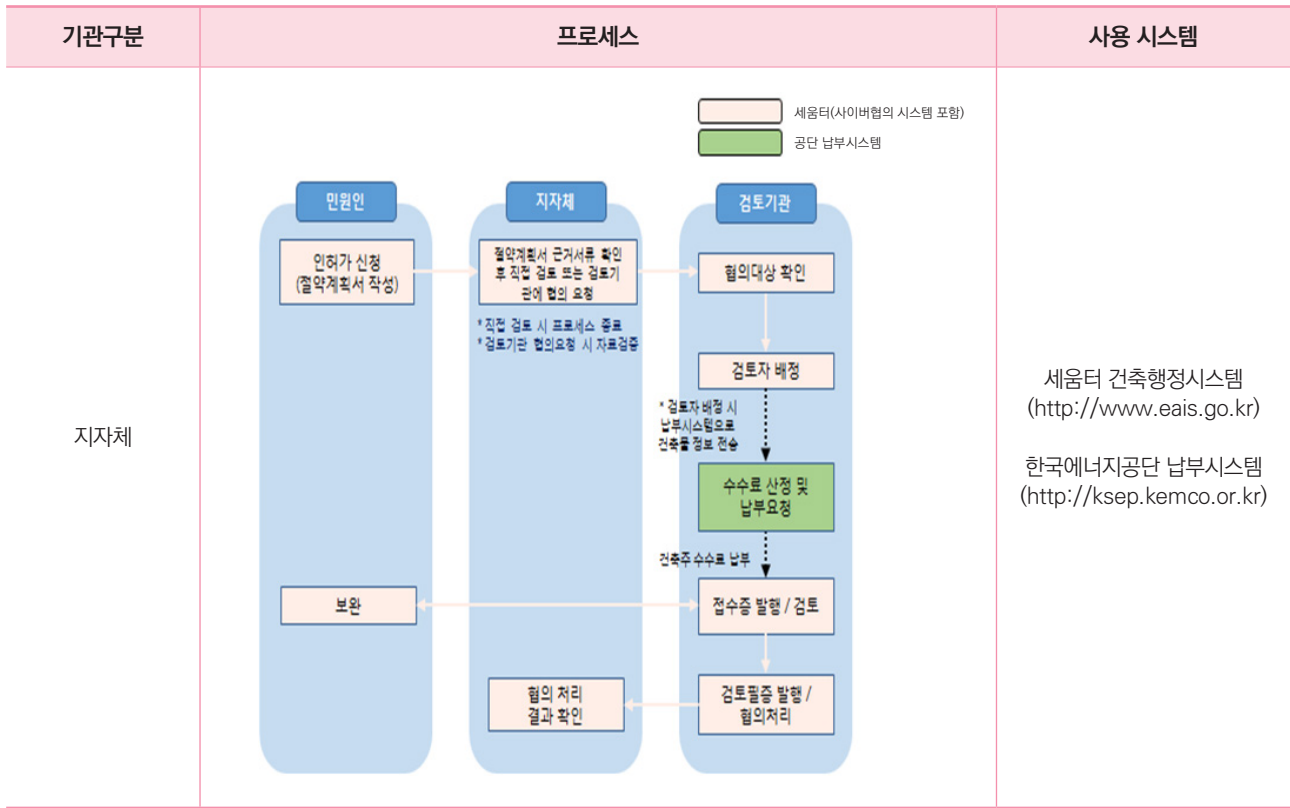 기관구분
프로세스
사용 시스템
세움터(사이버협의 시스템 포함)
공단 납부시스템
민원인
지자체
검토기관
인허가 신청
(절약계획서 작성)
절약계획서 근거서류 확인
후 직접 검토 또는 검토기
관에 협의 요청
협의대상 확인
* 직접 검토 시 프로세스 종료
* 검토기관 협의요청 시 자료검증
검토자 배정
* 검토자 배정 시
납부시스템으로
건축물 정보 전송
수수료 산정 및
납부요청
건축주 수수료 납부
보완
접수증 발행 / 검토
협의 처리
결과 확인
검토필증 발행 /
협의처리
지자체
세움터 건축행정시스템
(http://www.eais.go.kr)
한국에너지공단 납부시스템
(http://ksep.kemco.or.kr)